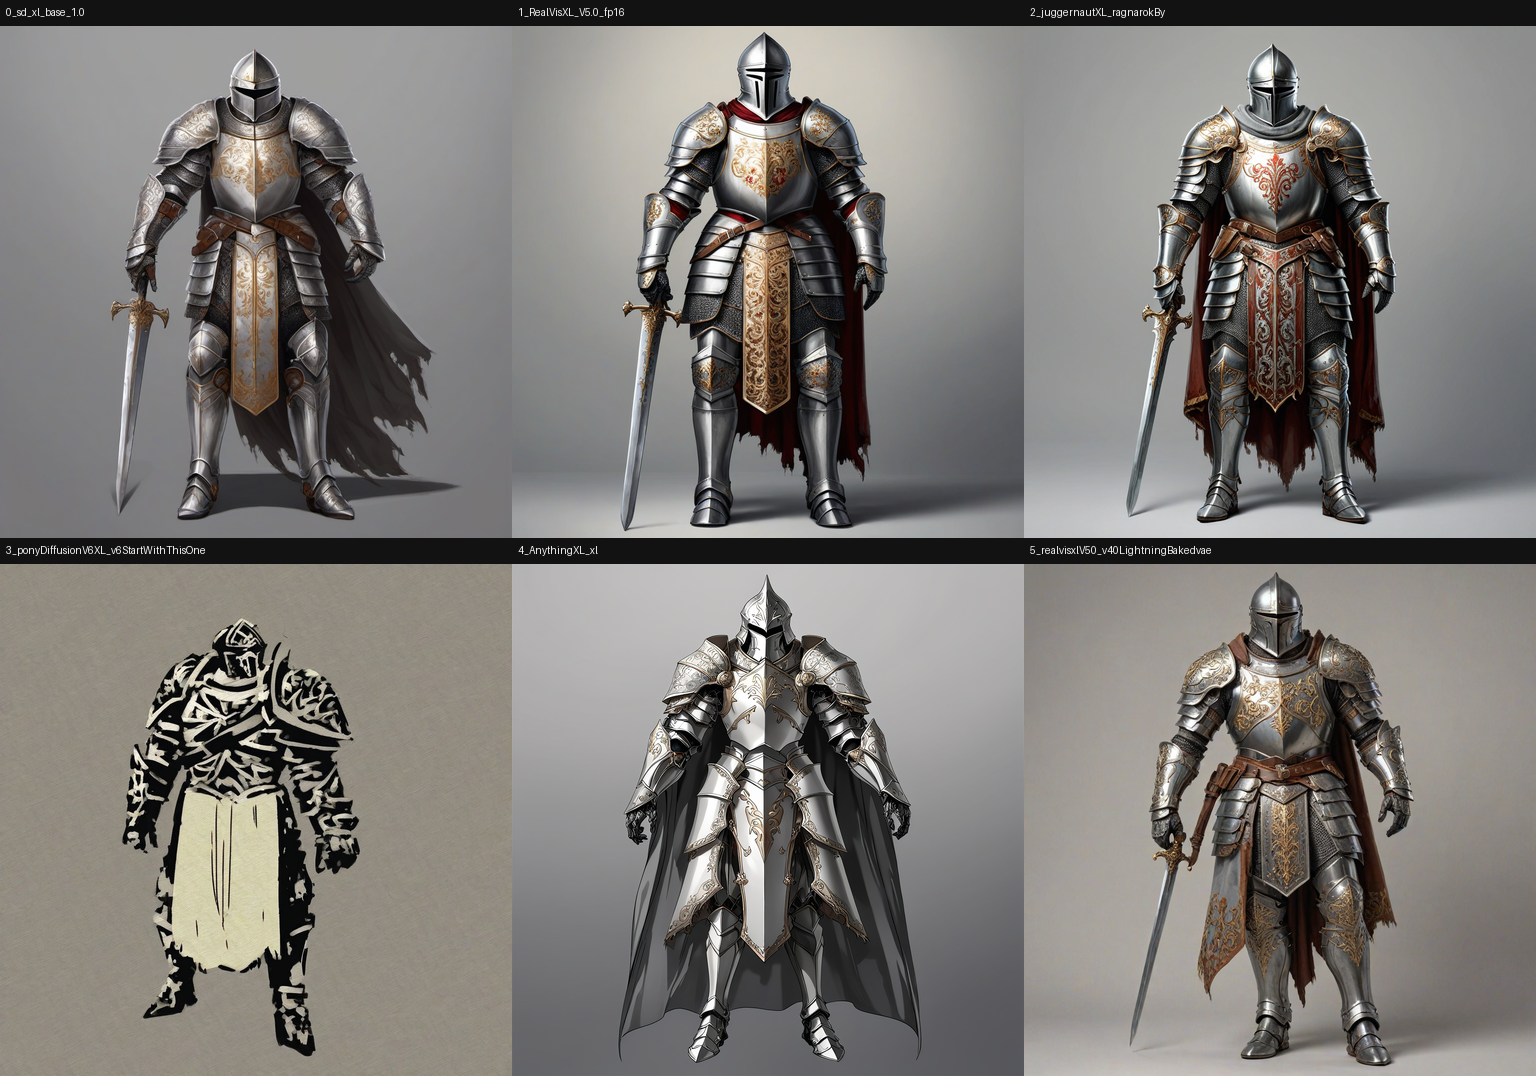 0_sd_xl_base_1.0
1_RealVisXL_V5.0_fp16
2_juggernautXL_ragnarokBy
3_ponyDiffusionV6XL_v6StartWithThisOne
4_AnythingXL_xl
5_realvisxlV50_v40LightningBakedvae